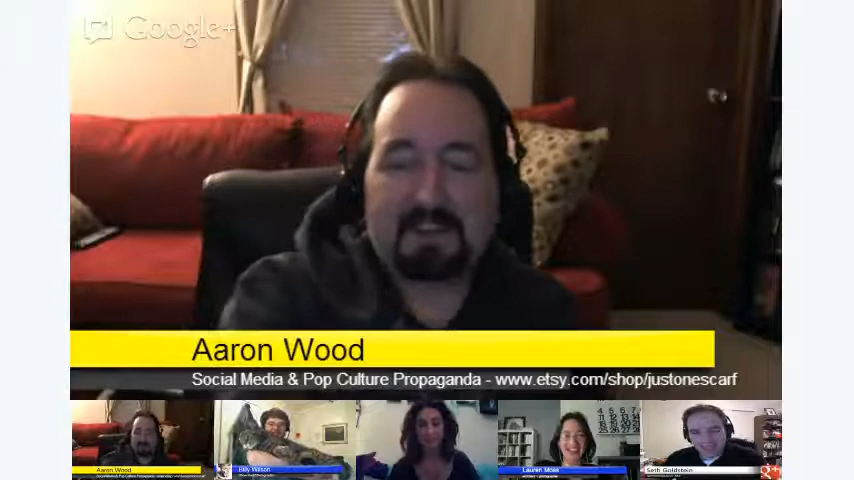 Google+
Aaron Wood
Social Media & Pop Culture Propaganda - www.etsy.com/shop/justonescarf
Aaron Wood
Billy Wilson
Lauren Moss
Seth Goldstein
g+